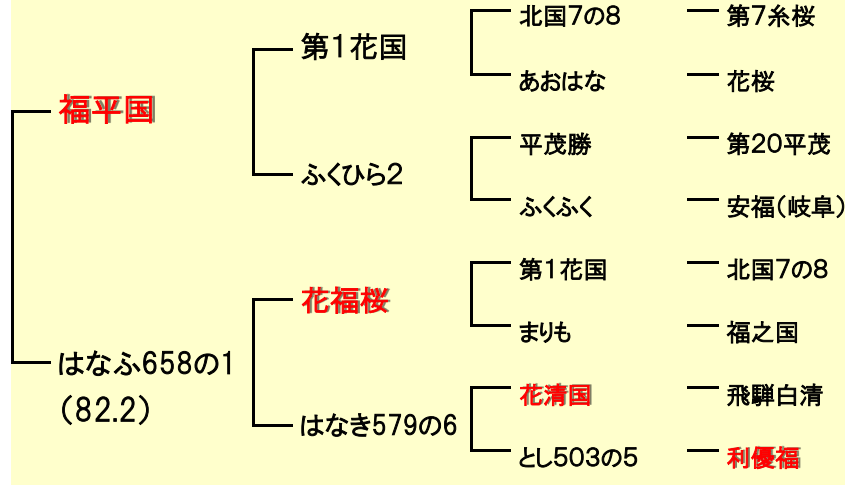 福平国
第1花国
北国7の8
第7糸桜
あおはな
花桜
ふくひら2
平茂勝
第20平茂
ふくふく
安福(岐阜)
はなふ658の1
(82.2)
花福桜
第1花国
北国7の8
まりも
福之国
はなき579の6
花清国
飛騨白清
とし503の5
利優福